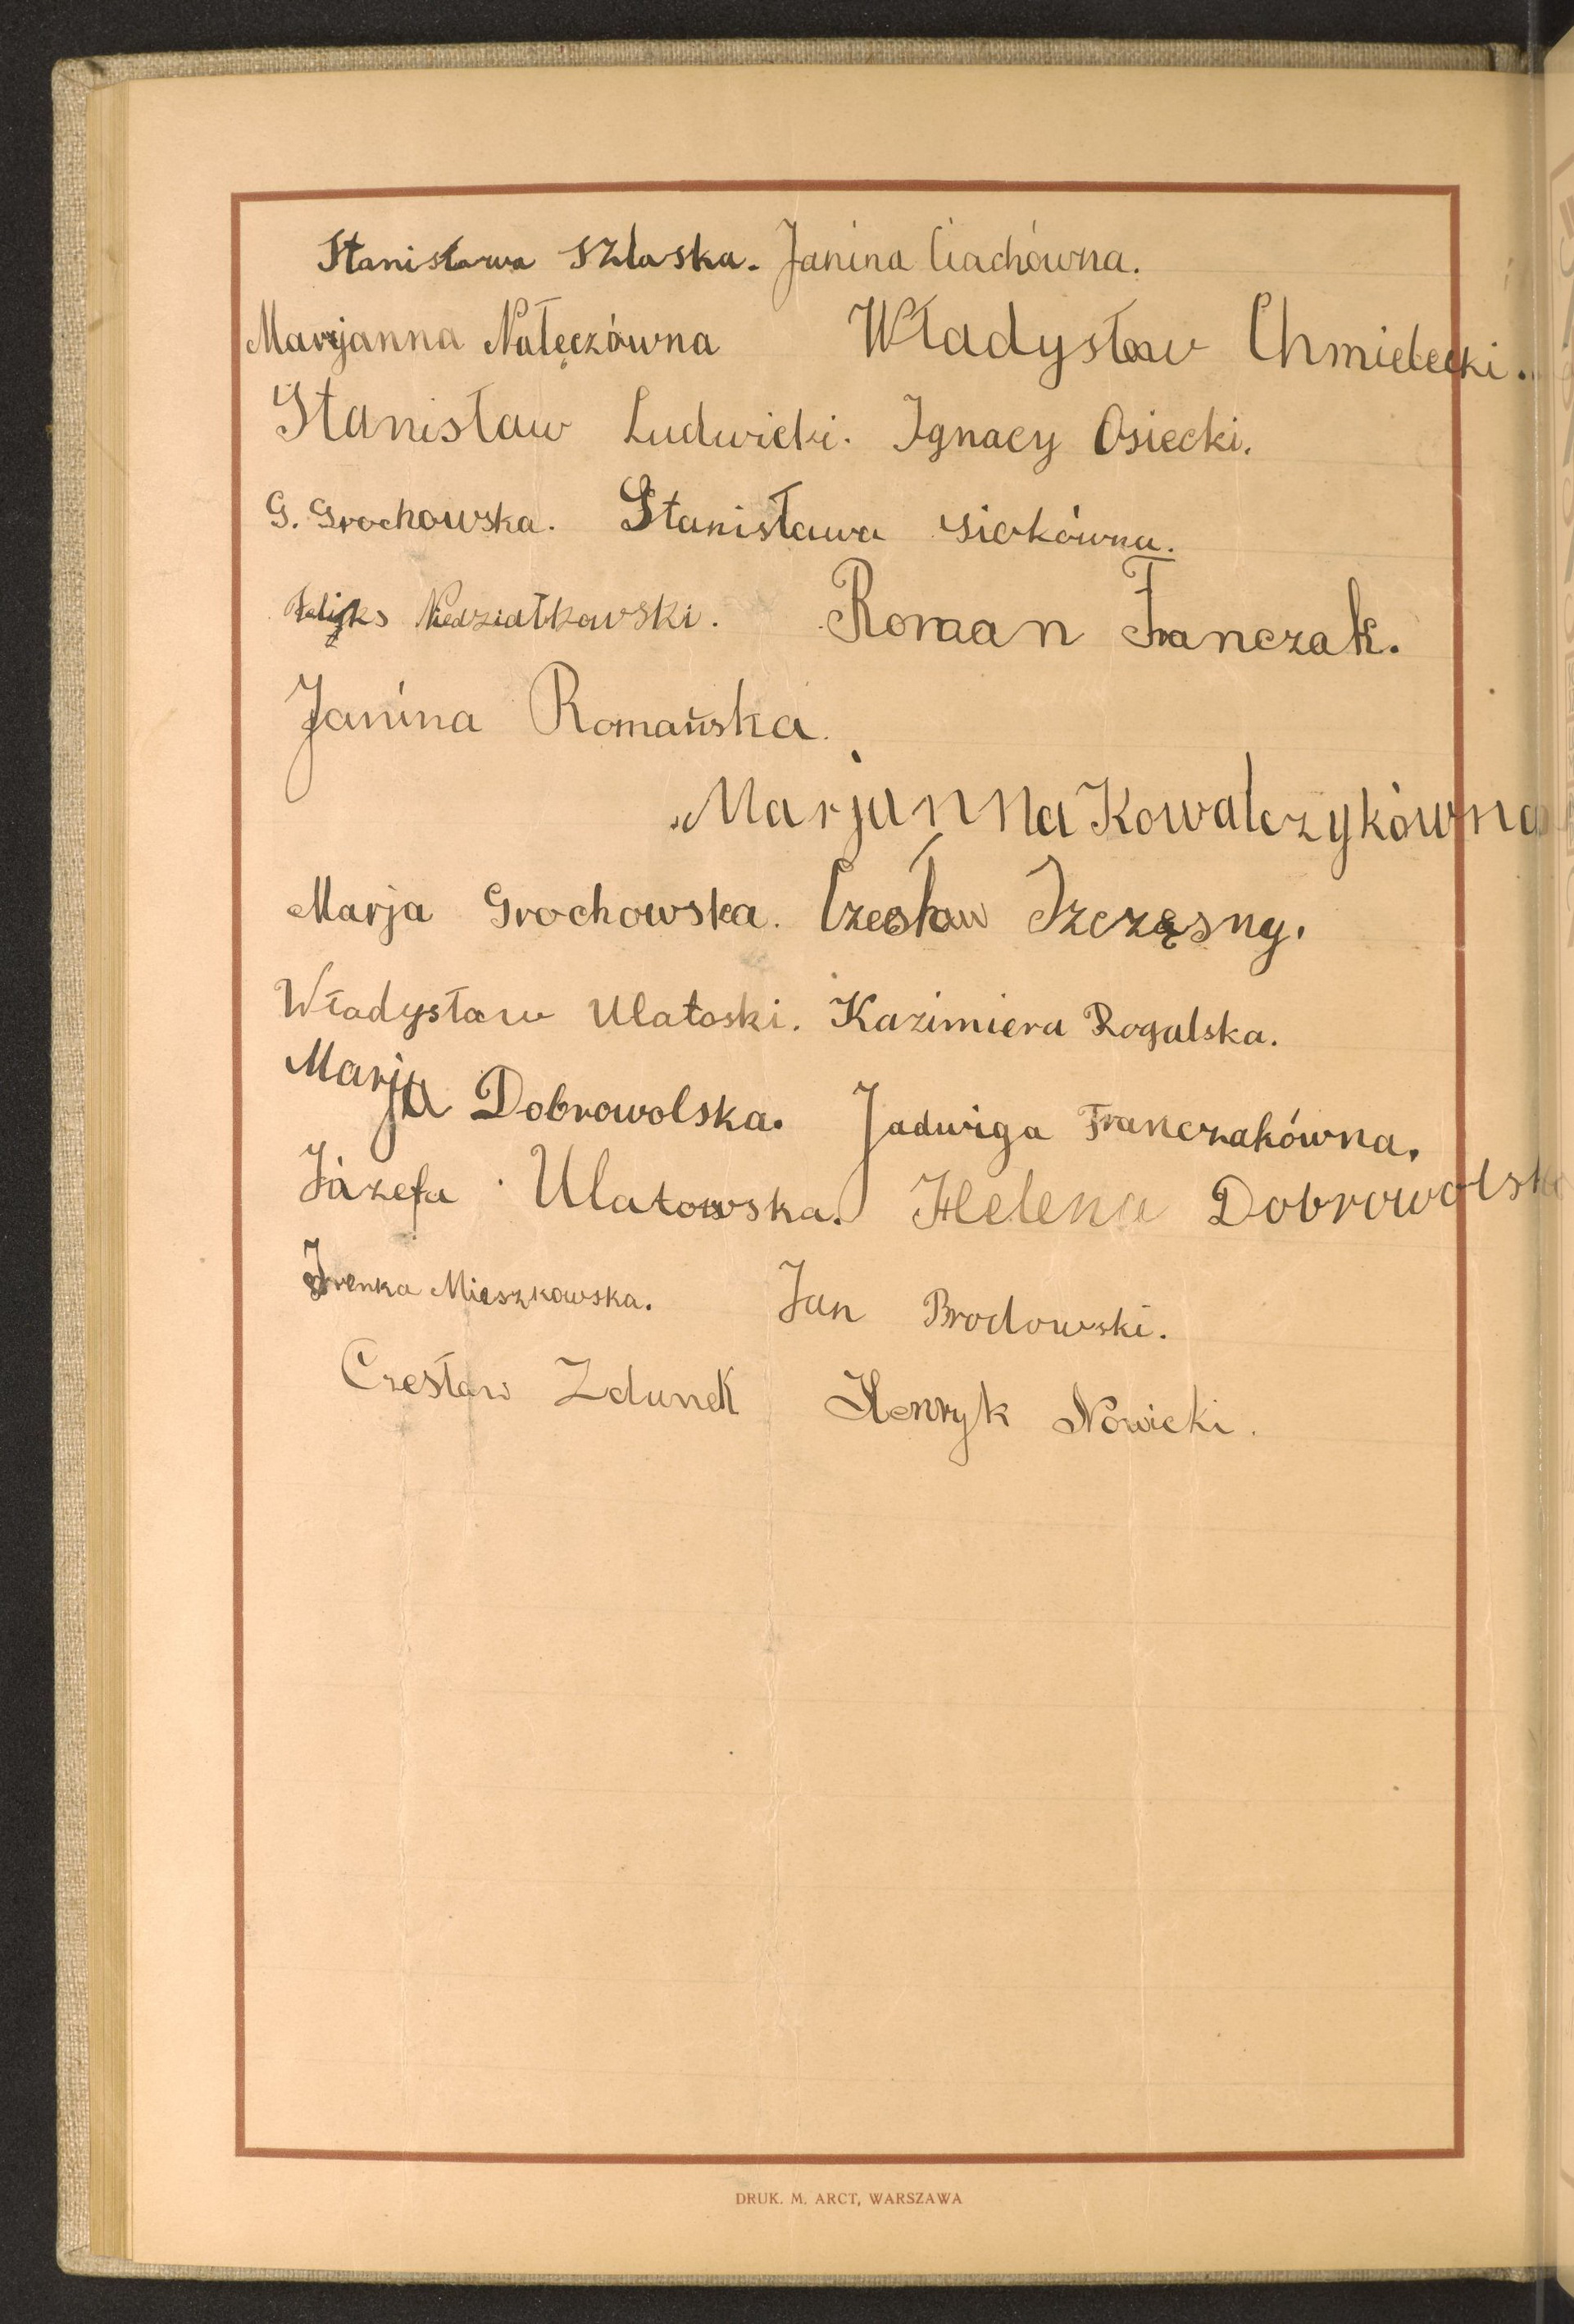 Stanisława Szlaska. Janina Ciachówna.
Marjanna Nałęczówna Władysław Chmielecki.
Stanisław Ludwicki. Ignacy Osiecki.
G. Grochowska. Stanisława Siekówna.
Feliks Niedziałkowski. Roman Franczak.
Janina Romańska.
Marjanna Kowalczykówna
Marja Grochowska. Czesław Szczęsny.
Władysław Ulatoski. Kazimiera Rogalska.
Marja Dobrowolska. Jadwiga Franczakówna.
Józefa Ulatowska. Helena Dobrowolska
Irenka Mieszkowska. Jan Brodowski.
Czesław Zdunek Henryk Nowicki.
DRUK. M. ARCT, WARSZAWA